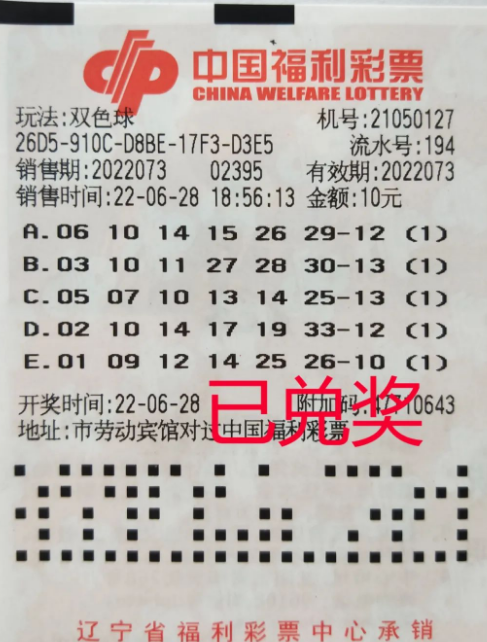 中国福利彩票
CHINA WELFARE LOTTERY
玩法:双色球 机号:21050127
26D5-910C-D8BE-17F3-D3E5 流水号:194
销售期:2022073 02395 有效期:2022073
销售时间:22-06-28 18:56:13 金额:10元
A.06 10 14 15 26 29-12 (1)
B.03 10 11 27 28 30-13 (1)
C.05 07 10 13 14 25-13 (1)
D.02 10 14 17 19 33-12 (1)
E.01 09 12 14 25 26-10 (1)
开奖时间:22-06-28 附加码:47710643
已兑奖
地址:市劳动宾馆对过中国福利彩票
辽宁省福利彩票中心承销